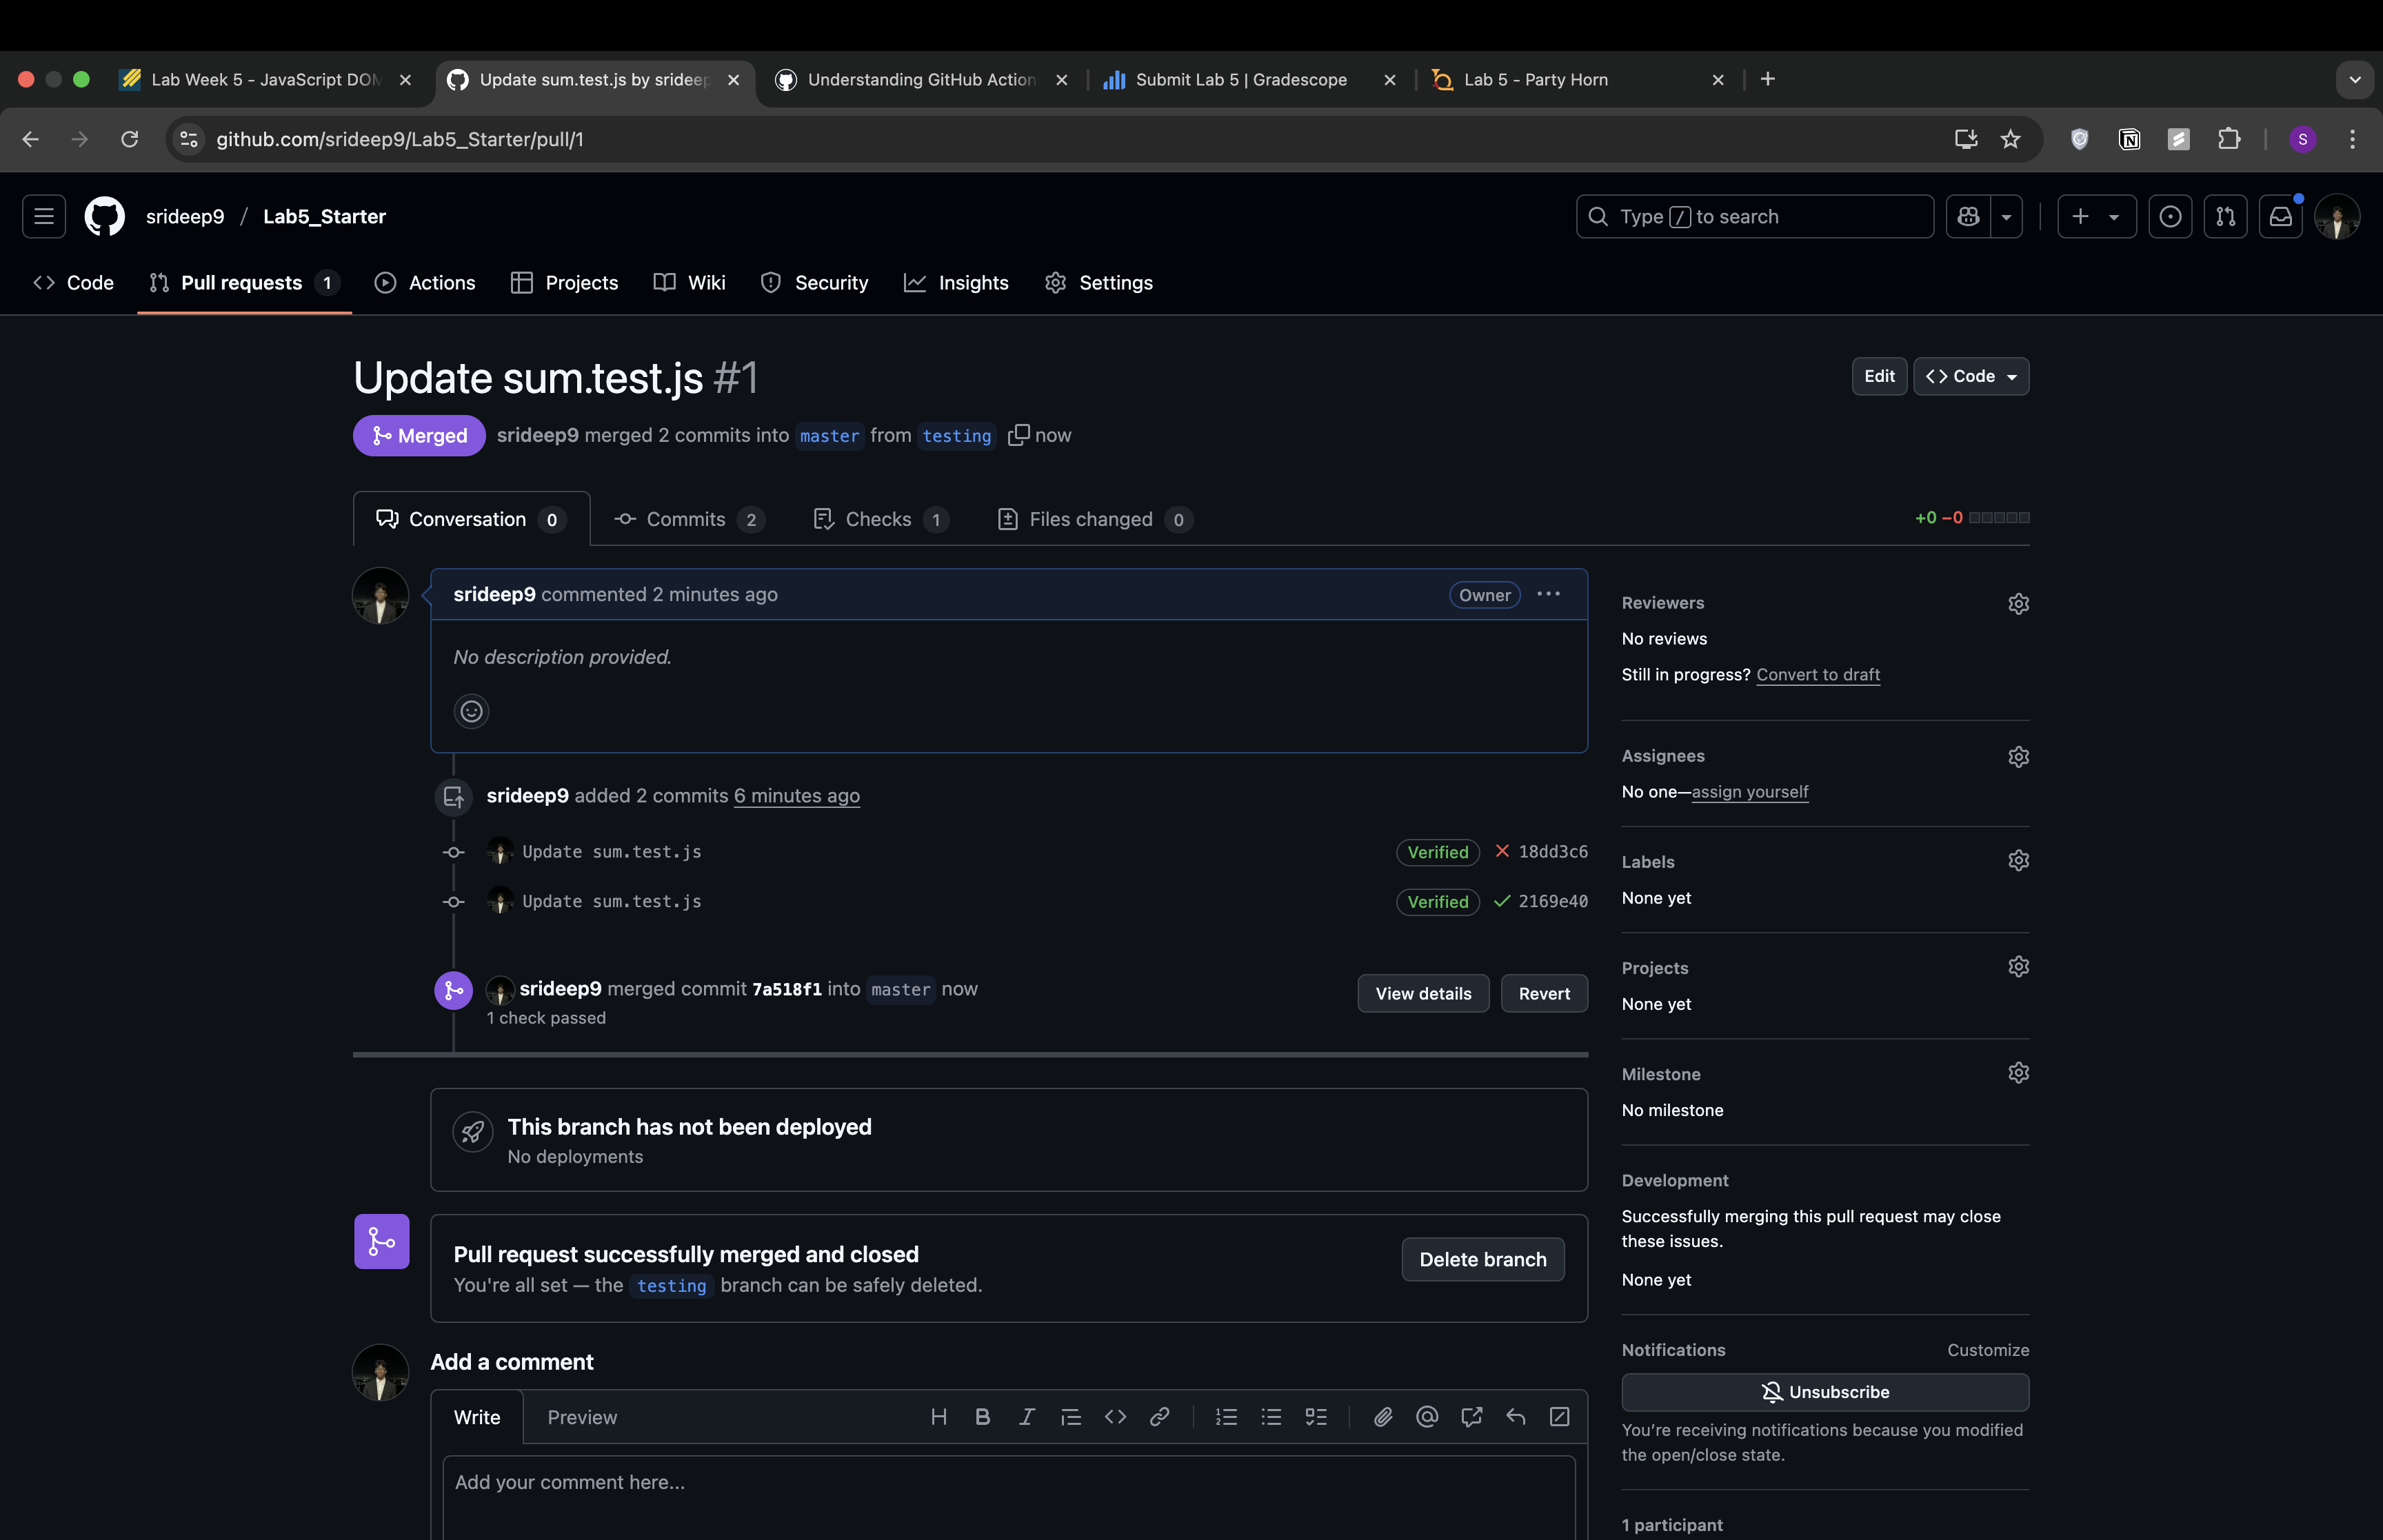 Lab Week 5 - JavaScript DOM
Update sum.test.js by srideep
Understanding GitHub Action
Submit Lab 5 | Gradescope
Lab 5 - Party Horn
github.com/srideep9/Lab5_Starter/pull/1
S
srideep9 / Lab5_Starter
Type / to search
Code
Pull requests 1
Actions
Projects
Wiki
Security
Insights
Settings
Update sum.test.js #1
Edit
Code
Merged srideep9 merged 2 commits into master from testing now
Conversation 0
Commits 2
Checks 1
Files changed 0
+0 −0
srideep9 commented 2 minutes ago
Owner
No description provided.
srideep9 added 2 commits 6 minutes ago
Update sum.test.js Verified 18dd3c6
Update sum.test.js Verified 2169e40
srideep9 merged commit 7a518f1 into master now
1 check passed
View details
Revert
This branch has not been deployed
No deployments
Pull request successfully merged and closed
You're all set — the testing branch can be safely deleted.
Delete branch
Add a comment
Write
Preview
Add your comment here...
Reviewers
No reviews
Still in progress? Convert to draft
Assignees
No one—assign yourself
Labels
None yet
Projects
None yet
Milestone
No milestone
Development
Successfully merging this pull request may close
these issues.
None yet
Notifications
Customize
Unsubscribe
You're receiving notifications because you modified
the open/close state.
1 participant